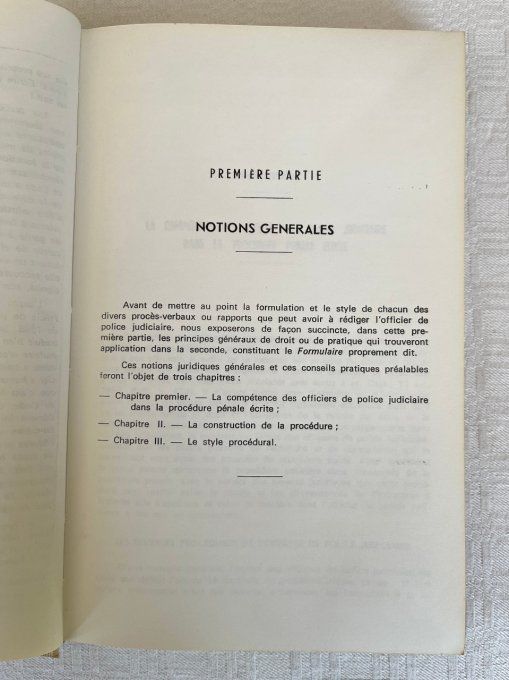 PREMIÈRE PARTIE
NOTIONS GENERALES
Avant de mettre au point la formulation et le style de chacun des
divers procès-verbaux ou rapports que peut avoir à rédiger l'officier de
police judiciaire, nous exposerons de façon succincte, dans cette pre-
mière partie, les principes généraux de droit ou de pratique qui trouveront
application dans la seconde, constituant le Formulaire proprement dit.
Ces notions juridiques générales et ces conseils pratiques préalables
feront l'objet de trois chapitres :
— Chapitre premier. — La compétence des officiers de police judiciaire
dans la procédure pénale écrite ;
— Chapitre II. — La construction de la procédure ;
— Chapitre III. — Le style procédural.